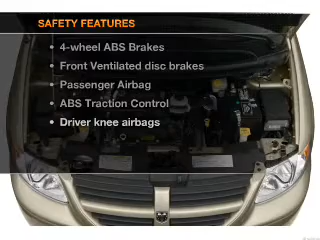 SAFETY FEATURES
• 4-wheel ABS Brakes
• Front Ventilated disc brakes
• Passenger Airbag
• ABS Traction Control
• Driver knee airbags